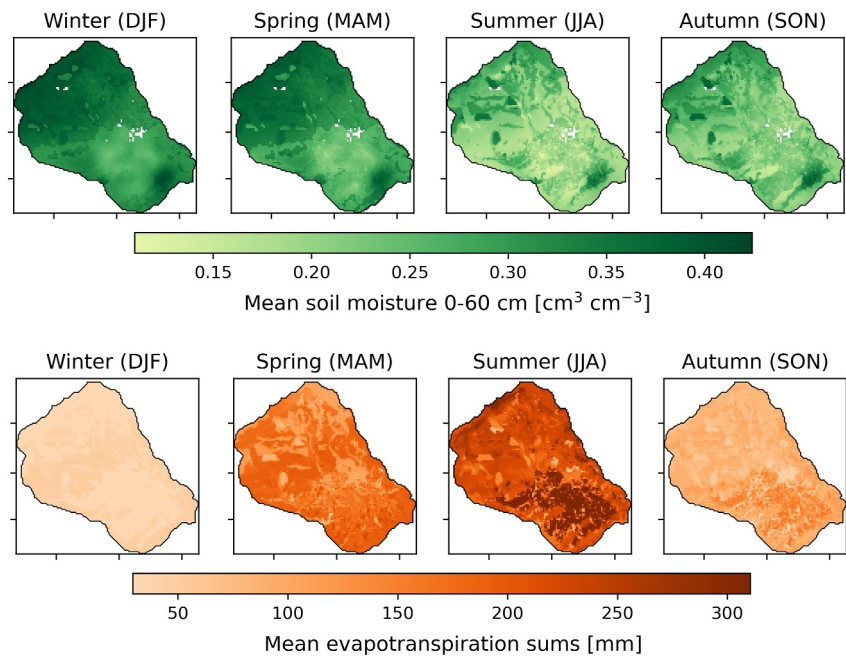 Winter (DJF) Spring (MAM) Summer (JJA) Autumn (SON)
0.15 0.20 0.25 0.30 0.35 0.40
Mean soil moisture 0-60 cm [cm³ cm⁻³]
Winter (DJF) Spring (MAM) Summer (JJA) Autumn (SON)
50 100 150 200 250 300
Mean evapotranspiration sums [mm]